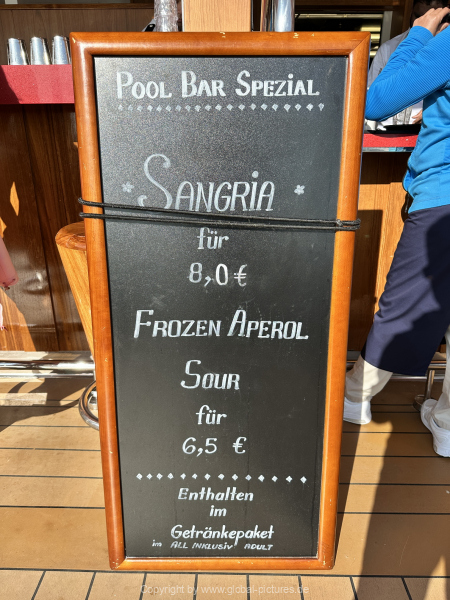 Pool Bar Spezial
Sangria
für
8,0 €
Frozen Aperol
Sour
für
6,5 €
Enthalten
im
Getränkepaket
im ALL INKLUSIV ADULT
Copyright by www.global-pictures.de